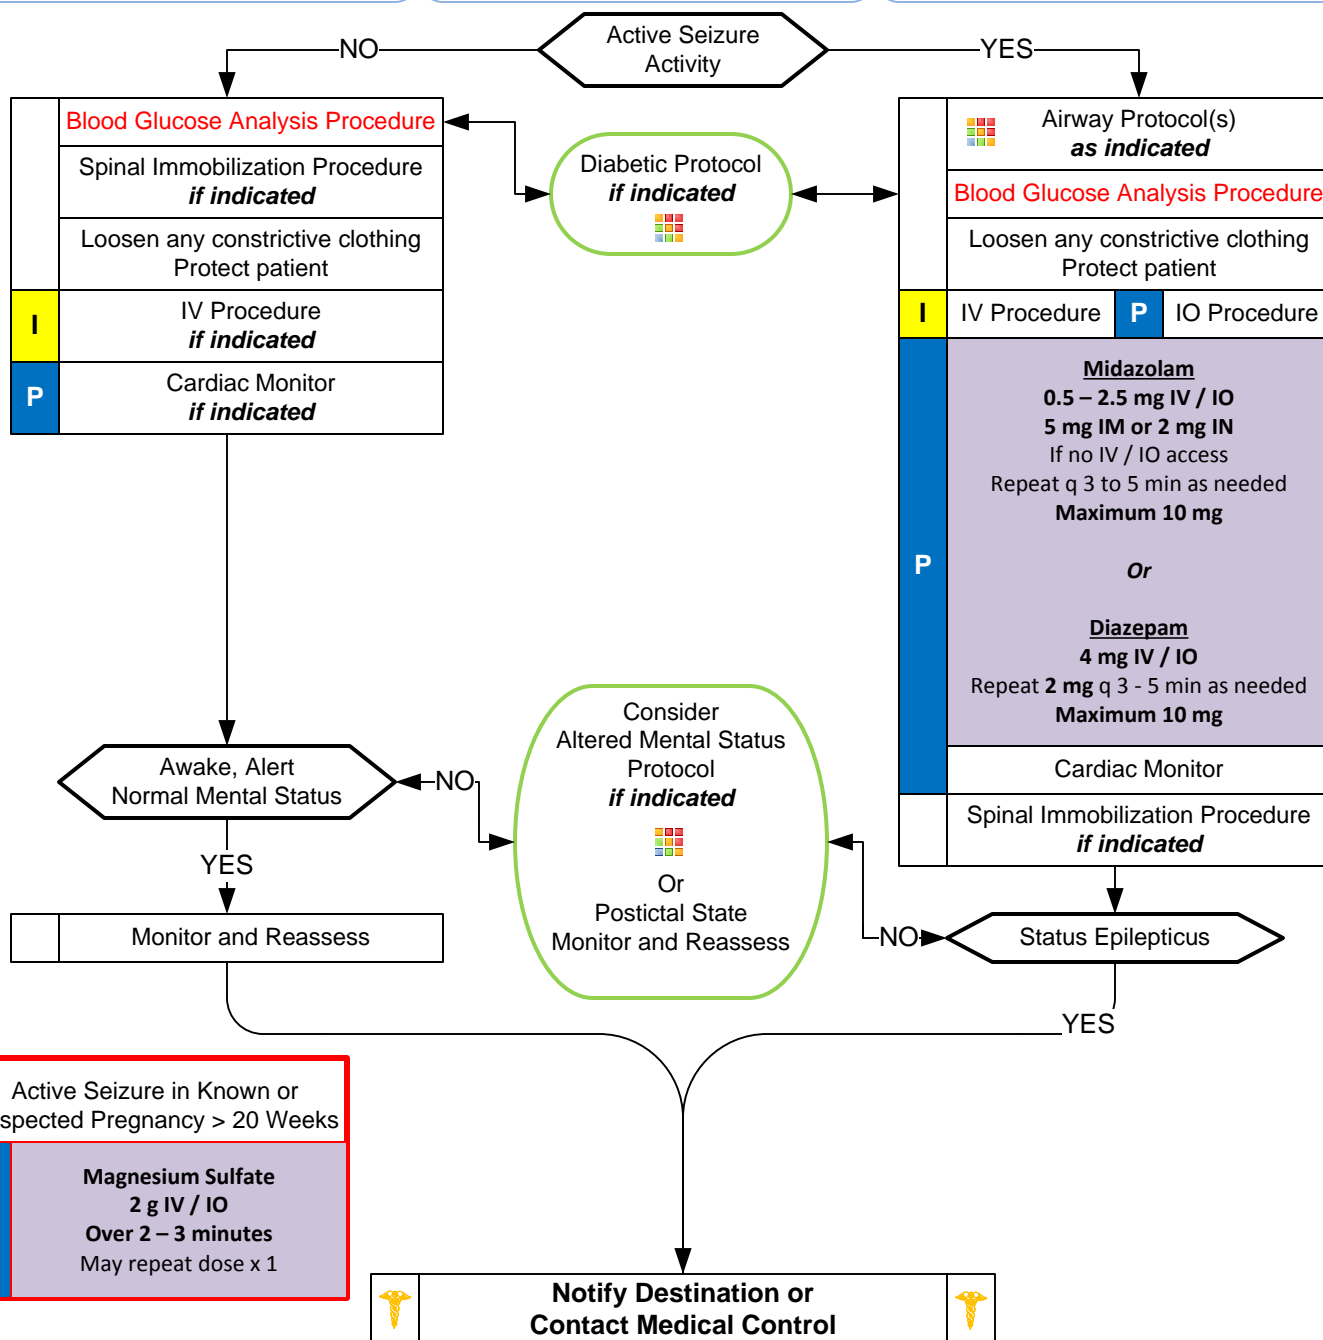 Active Seizure
Activity
NO
YES
Blood Glucose Analysis Procedure
Spinal Immobilization Procedure
if indicated
Loosen any constrictive clothing
Protect patient
I
IV Procedure
if indicated
P
Cardiac Monitor
if indicated
Diabetic Protocol
if indicated
Airway Protocol(s)
as indicated
Blood Glucose Analysis Procedure
Loosen any constrictive clothing
Protect patient
I
IV Procedure
P
IO Procedure
P
Midazolam
0.5 – 2.5 mg IV / IO
5 mg IM or 2 mg IN
If no IV / IO access
Repeat q 3 to 5 min as needed
Maximum 10 mg
Or
Diazepam
4 mg IV / IO
Repeat 2 mg q 3 - 5 min as needed
Maximum 10 mg
Cardiac Monitor
Spinal Immobilization Procedure
if indicated
Awake, Alert
Normal Mental Status
NO
YES
Consider
Altered Mental Status
Protocol
if indicated
Or
Postictal State
Monitor and Reassess
Monitor and Reassess
NO
Status Epilepticus
YES
Active Seizure in Known or
spected Pregnancy > 20 Weeks
Magnesium Sulfate
2 g IV / IO
Over 2 – 3 minutes
May repeat dose x 1
Notify Destination or
Contact Medical Control